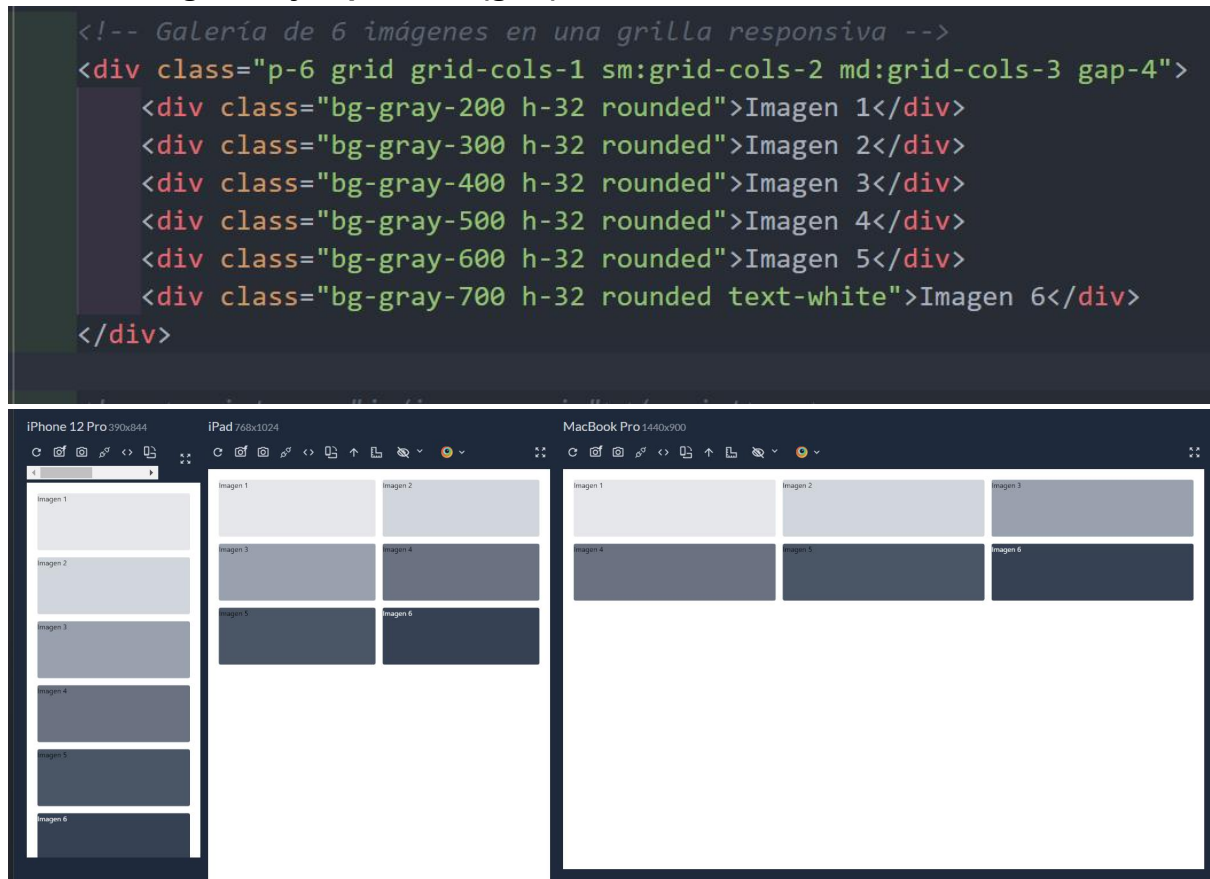 <!-- Galería de 6 imágenes en una grilla responsiva -->
<div class="p-6 grid grid-cols-1 sm:grid-cols-2 md:grid-cols-3 gap-4">
<div class="bg-gray-200 h-32 rounded">Imagen 1</div>
<div class="bg-gray-300 h-32 rounded">Imagen 2</div>
<div class="bg-gray-400 h-32 rounded">Imagen 3</div>
<div class="bg-gray-500 h-32 rounded">Imagen 4</div>
<div class="bg-gray-600 h-32 rounded">Imagen 5</div>
<div class="bg-gray-700 h-32 rounded text-white">Imagen 6</div>
</div>
iPhone 12 Pro 390x844
Imagen 1
Imagen 2
Imagen 3
Imagen 4
Imagen 5
Imagen 6
iPad 768x1024
Imagen 1 Imagen 2
Imagen 3 Imagen 4
Imagen 5 Imagen 6
MacBook Pro 1440x900
Imagen 1 Imagen 2 Imagen 3
Imagen 4 Imagen 5 Imagen 6